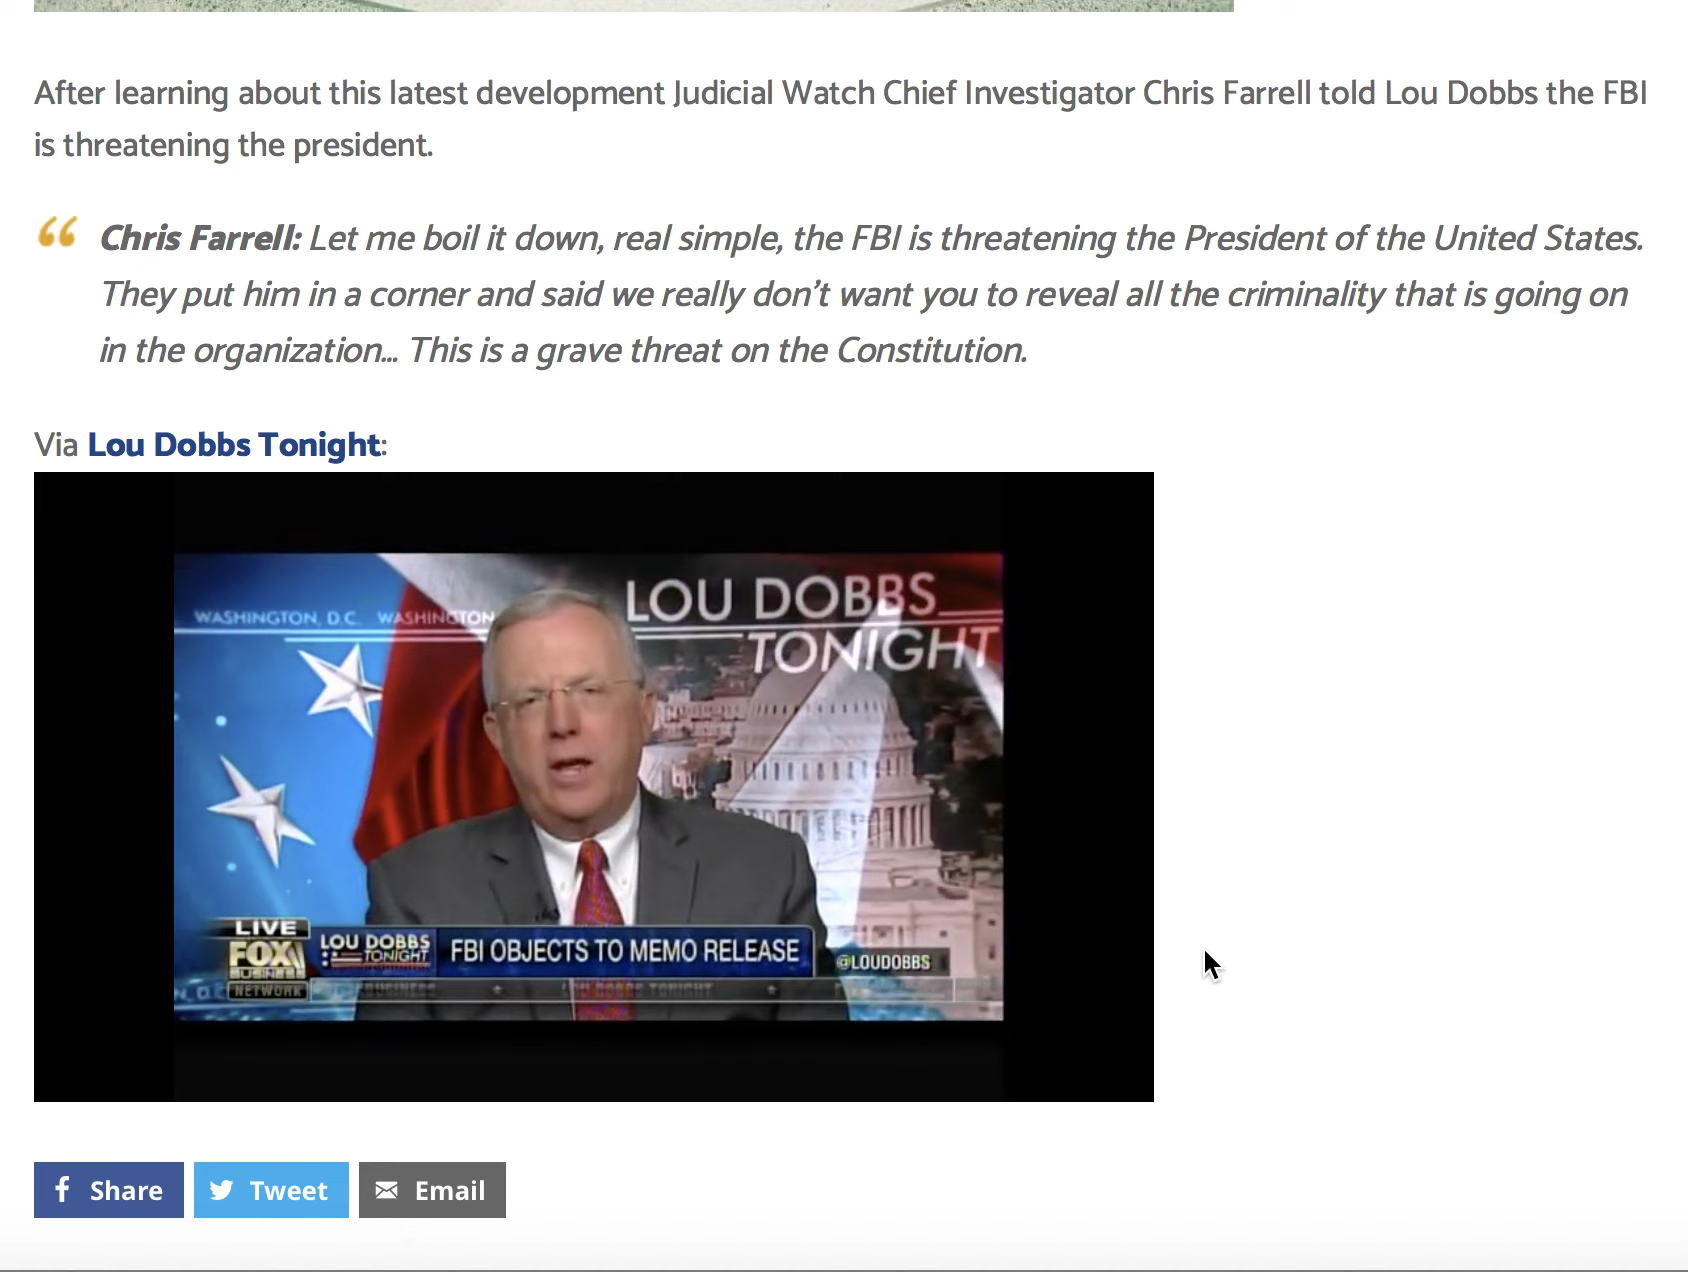 After learning about this latest development Judicial Watch Chief Investigator Chris Farrell told Lou Dobbs the FBI
is threatening the president.
“ Chris Farrell: Let me boil it down, real simple, the FBI is threatening the President of the United States.
They put him in a corner and said we really don’t want you to reveal all the criminality that is going on
in the organization... This is a grave threat on the Constitution.
Via Lou Dobbs Tonight:
WASHINGTON, D.C. WASHINGTON
LOU DOBBS
TONIGHT
LIVE
FOX
BUSINESS
NETWORK
LOU DOBBS
TONIGHT
FBI OBJECTS TO MEMO RELEASE
@LOUDOBBS
BUSINESS
LOU DOBBS TONIGHT
Share
Tweet
Email